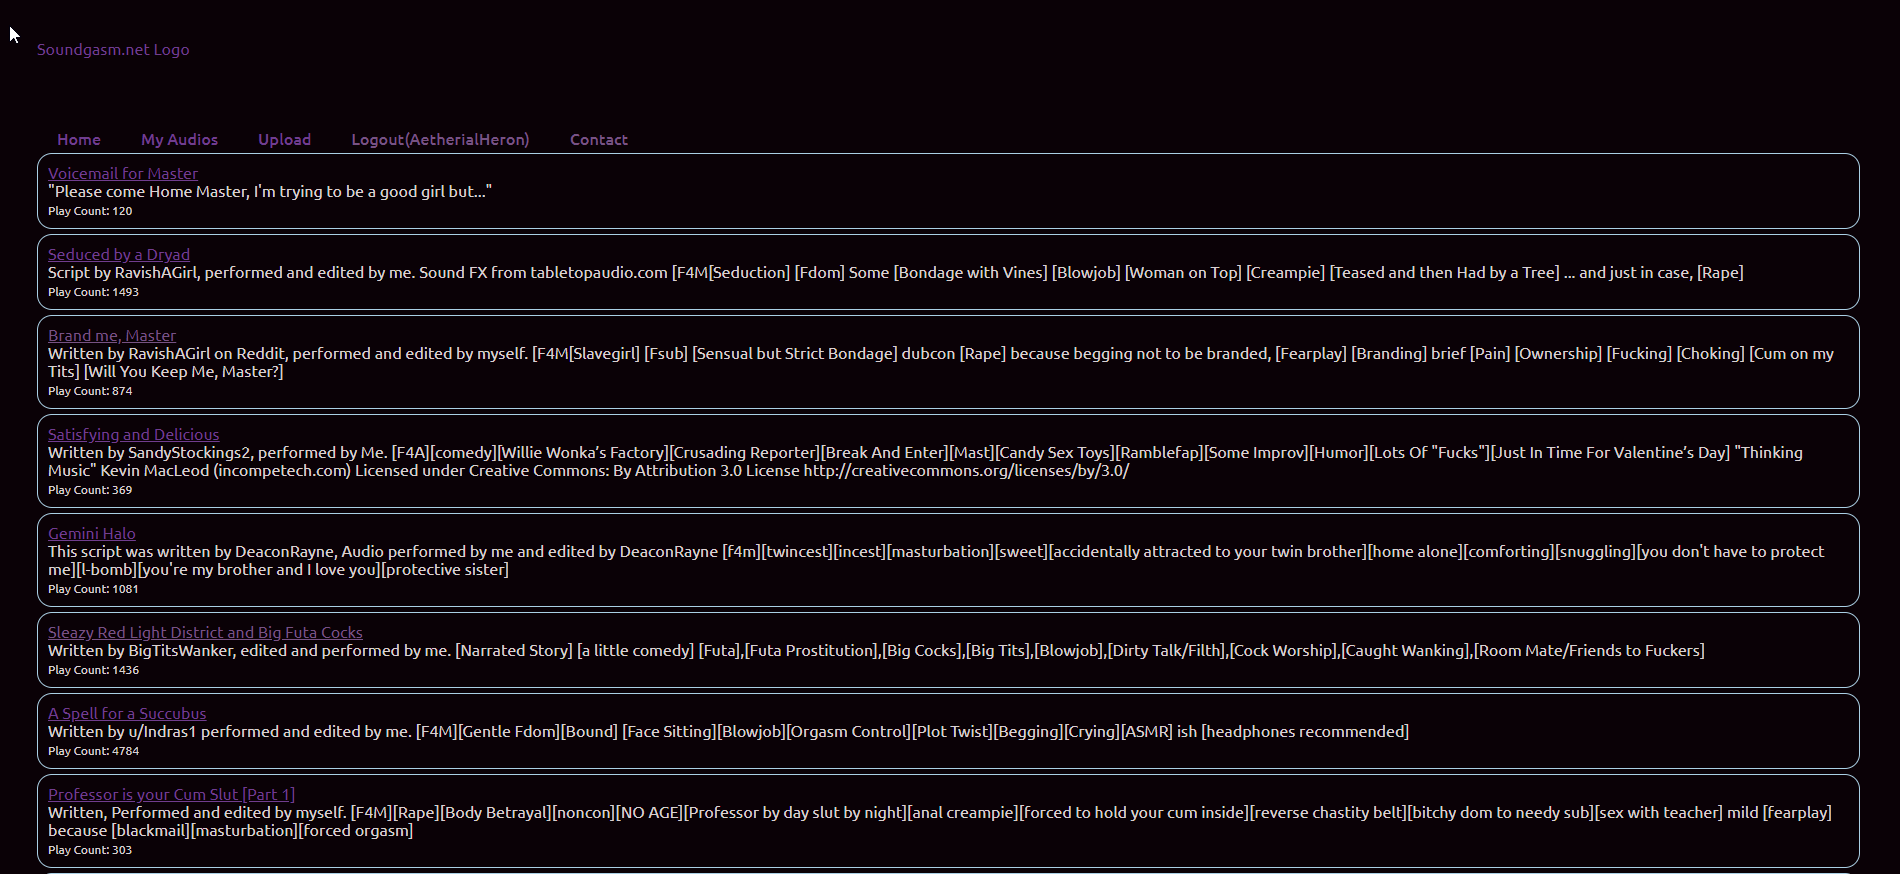 Soundgasm.net Logo
Home My Audios Upload Logout(AetherialHeron) Contact
Voicemail for Master
"Please come Home Master, I'm trying to be a good girl but..."
Play Count: 120
Seduced by a Dryad
Script by RavishAGirl, performed and edited by me. Sound FX from tabletopaudio.com [F4M[Seduction] [Fdom] Some [Bondage with Vines] [Blowjob] [Woman on Top] [Creampie] [Teased and then Had by a Tree] ... and just in case, [Rape]
Play Count: 1493
Brand me, Master
Written by RavishAGirl on Reddit, performed and edited by myself. [F4M[Slavegirl] [Fsub] [Sensual but Strict Bondage] dubcon [Rape] because begging not to be branded, [Fearplay] [Branding] brief [Pain] [Ownership] [Fucking] [Choking] [Cum on my
Tits] [Will You Keep Me, Master?]
Play Count: 874
Satisfying and Delicious
Written by SandyStockings2, performed by Me. [F4A][comedy][Willie Wonka’s Factory][Crusading Reporter][Break And Enter][Mast][Candy Sex Toys][Ramblefap][Some Improv][Humor][Lots Of "Fucks"][Just In Time For Valentine’s Day] "Thinking
Music" Kevin MacLeod (incompetech.com) Licensed under Creative Commons: By Attribution 3.0 License http://creativecommons.org/licenses/by/3.0/
Play Count: 369
Gemini Halo
This script was written by DeaconRayne, Audio performed by me and edited by DeaconRayne [f4m][twincest][incest][masturbation][sweet][accidentally attracted to your twin brother][home alone][comforting][snuggling][you don't have to protect
me][l-bomb][you're my brother and I love you][protective sister]
Play Count: 1081
Sleazy Red Light District and Big Futa Cocks
Written by BigTitsWanker, edited and performed by me. [Narrated Story] [a little comedy] [Futa],[Futa Prostitution],[Big Cocks],[Big Tits],[Blowjob],[Dirty Talk/Filth],[Cock Worship],[Caught Wanking],[Room Mate/Friends to Fuckers]
Play Count: 1436
A Spell for a Succubus
Written by u/Indras1 performed and edited by me. [F4M][Gentle Fdom][Bound] [Face Sitting][Blowjob][Orgasm Control][Plot Twist][Begging][Crying][ASMR] ish [headphones recommended]
Play Count: 4784
Professor is your Cum Slut [Part 1]
Written, Performed and edited by myself. [F4M][Rape][Body Betrayal][noncon][NO AGE][Professor by day slut by night][anal creampie][forced to hold your cum inside][reverse chastity belt][bitchy dom to needy sub][sex with teacher] mild [fearplay]
because [blackmail][masturbation][forced orgasm]
Play Count: 303